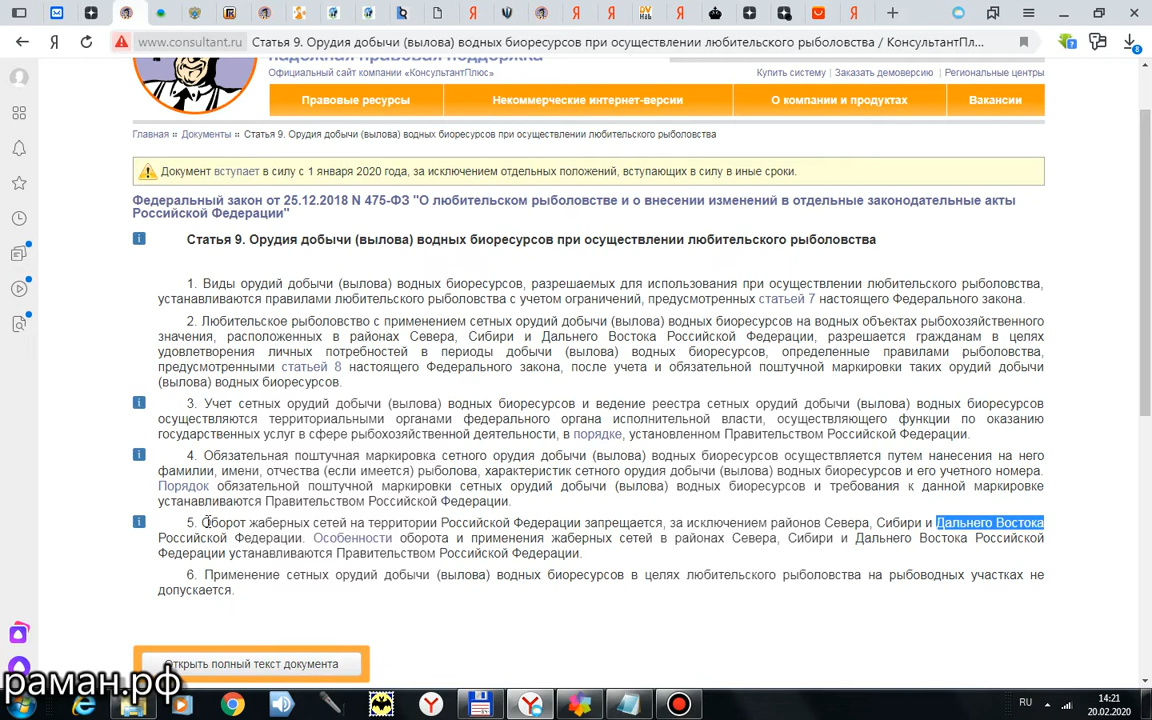 www.consultant.ru Статья 9. Орудия добычи (вылова) водных биоресурсов при осуществлении любительского рыболовства / КонсультантПл...
надежная правовая поддержка
Официальный сайт компании «КонсультантПлюс»
Купить систему | Заказать демоверсию | Региональные центры
Правовые ресурсы Некоммерческие интернет-версии О компании и продуктах Вакансии
Главная :: Документы :: Статья 9. Орудия добычи (вылова) водных биоресурсов при осуществлении любительского рыболовства
Документ вступает в силу с 1 января 2020 года, за исключением отдельных положений, вступающих в силу в иные сроки.
Федеральный закон от 25.12.2018 N 475-ФЗ "О любительском рыболовстве и о внесении изменений в отдельные законодательные акты
Российской Федерации"
Статья 9. Орудия добычи (вылова) водных биоресурсов при осуществлении любительского рыболовства
1. Виды орудий добычи (вылова) водных биоресурсов, разрешаемых для использования при осуществлении любительского рыболовства,
устанавливаются правилами любительского рыболовства с учетом ограничений, предусмотренных статьей 7 настоящего Федерального закона.
2. Любительское рыболовство с применением сетных орудий добычи (вылова) водных биоресурсов на водных объектах рыбохозяйственного
значения, расположенных в районах Севера, Сибири и Дальнего Востока Российской Федерации, разрешается гражданам в целях
удовлетворения личных потребностей в периоды добычи (вылова) водных биоресурсов, определенные правилами рыболовства,
предусмотренными статьей 8 настоящего Федерального закона, после учета и обязательной поштучной маркировки таких орудий добычи
(вылова) водных биоресурсов.
3. Учет сетных орудий добычи (вылова) водных биоресурсов и ведение реестра сетных орудий добычи (вылова) водных биоресурсов
осуществляются территориальными органами федерального органа исполнительной власти, осуществляющего функции по оказанию
государственных услуг в сфере рыбохозяйственной деятельности, в порядке, установленном Правительством Российской Федерации.
4. Обязательная поштучная маркировка сетного орудия добычи (вылова) водных биоресурсов осуществляется путем нанесения на него
фамилии, имени, отчества (если имеется) рыболова, характеристик сетного орудия добычи (вылова) водных биоресурсов и его учетного номера.
Порядок обязательной поштучной маркировки сетных орудий добычи (вылова) водных биоресурсов и требования к данной маркировке
устанавливаются Правительством Российской Федерации.
5. Оборот жаберных сетей на территории Российской Федерации запрещается, за исключением районов Севера, Сибири и Дальнего Востока
Российской Федерации. Особенности оборота и применения жаберных сетей в районах Севера, Сибири и Дальнего Востока Российской
Федерации устанавливаются Правительством Российской Федерации.
6. Применение сетных орудий добычи (вылова) водных биоресурсов в целях любительского рыболовства на рыбоводных участках не
допускается.
Открыть полный текст документа
раман.рф
RU
14:21
20.02.2020